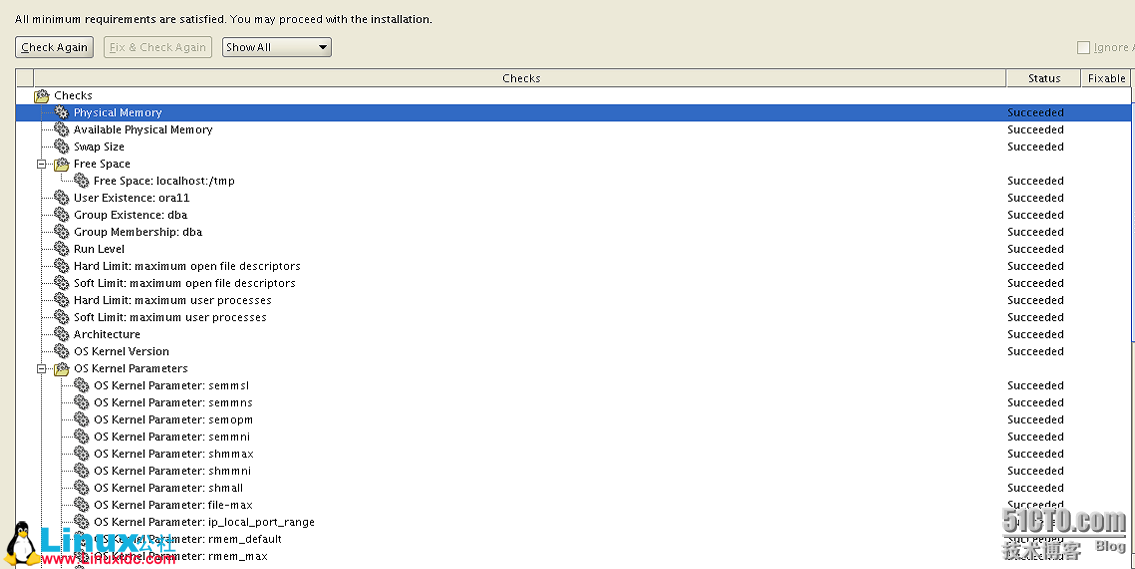 All minimum requirements are satisfied. You may proceed with the installation.
Check Again Fix & Check Again Show All Ignore A
Checks Status Fixable
Checks
Physical Memory Succeeded
Available Physical Memory Succeeded
Swap Size Succeeded
Free Space
Free Space: localhost:/tmp Succeeded
User Existence: ora11 Succeeded
Group Existence: dba Succeeded
Group Membership: dba Succeeded
Run Level Succeeded
Hard Limit: maximum open file descriptors Succeeded
Soft Limit: maximum open file descriptors Succeeded
Hard Limit: maximum user processes Succeeded
Soft Limit: maximum user processes Succeeded
Architecture Succeeded
OS Kernel Version Succeeded
OS Kernel Parameters
OS Kernel Parameter: semmsl Succeeded
OS Kernel Parameter: semmns Succeeded
OS Kernel Parameter: semopm Succeeded
OS Kernel Parameter: semmni Succeeded
OS Kernel Parameter: shmmax Succeeded
OS Kernel Parameter: shmmni Succeeded
OS Kernel Parameter: shmall Succeeded
OS Kernel Parameter: file-max Succeeded
OS Kernel Parameter: ip_local_port_range
OS Kernel Parameter: rmem_default Succeeded
OS Kernel Parameter: rmem_max
Linux公社
www.Linuxidc.com
51CTO.com
技术博客 Blog